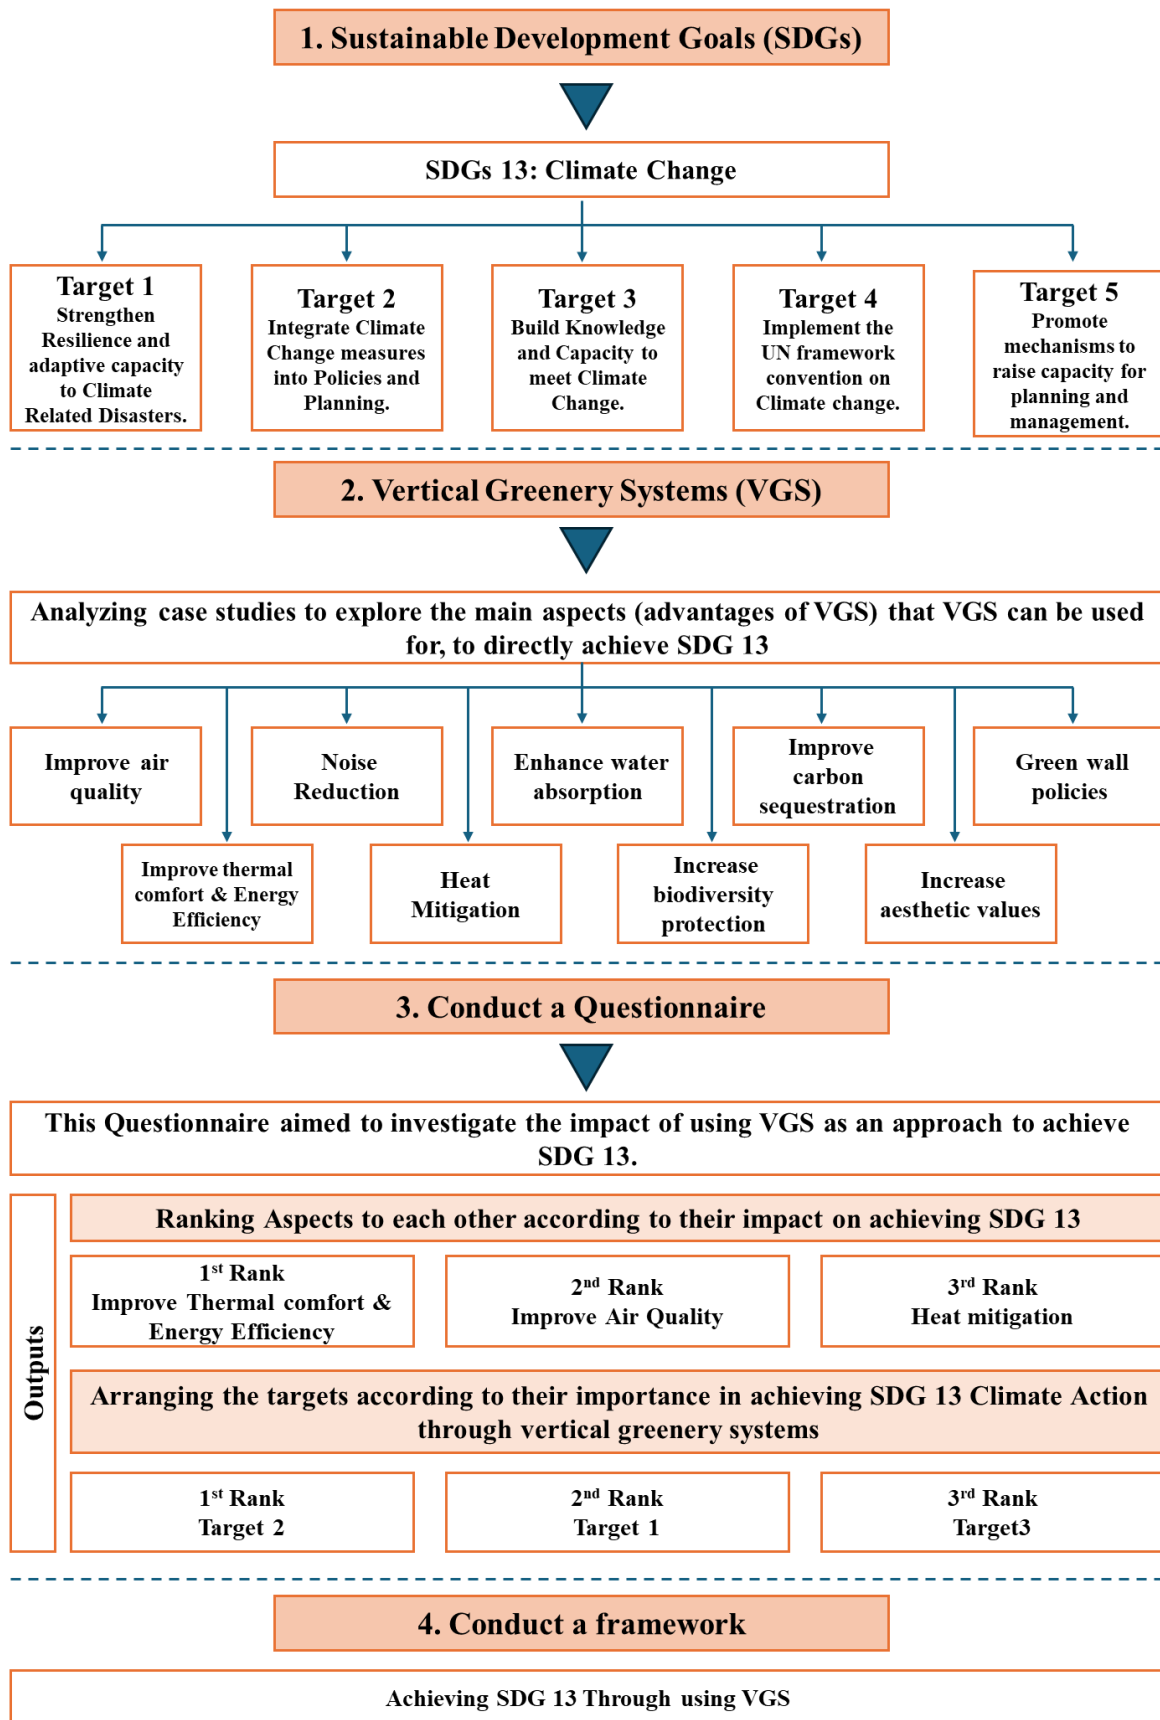 1. Sustainable Development Goals (SDGs)
SDGs 13: Climate Change
Target 1
Strengthen
Resilience and
adaptive capacity
to Climate
Related Disasters.
Target 2
Integrate Climate
Change measures
into Policies and
Planning.
Target 3
Build Knowledge
and Capacity to
meet Climate
Change.
Target 4
Implement the
UN framework
convention on
Climate change.
Target 5
Promote
mechanisms to
raise capacity for
planning and
management.
2. Vertical Greenery Systems (VGS)
Analyzing case studies to explore the main aspects (advantages of VGS) that VGS can be used
for, to directly achieve SDG 13
Improve air
quality
Noise
Reduction
Enhance water
absorption
Improve
carbon
sequestration
Green wall
policies
Improve thermal
comfort & Energy
Efficiency
Heat
Mitigation
Increase
biodiversity
protection
Increase
aesthetic values
3. Conduct a Questionnaire
This Questionnaire aimed to investigate the impact of using VGS as an approach to achieve
SDG 13.
Outputs
Ranking Aspects to each other according to their impact on achieving SDG 13
1st Rank
Improve Thermal comfort &
Energy Efficiency
2nd Rank
Improve Air Quality
3rd Rank
Heat mitigation
Arranging the targets according to their importance in achieving SDG 13 Climate Action
through vertical greenery systems
1st Rank
Target 2
2nd Rank
Target 1
3rd Rank
Target3
4. Conduct a framework
Achieving SDG 13 Through using VGS